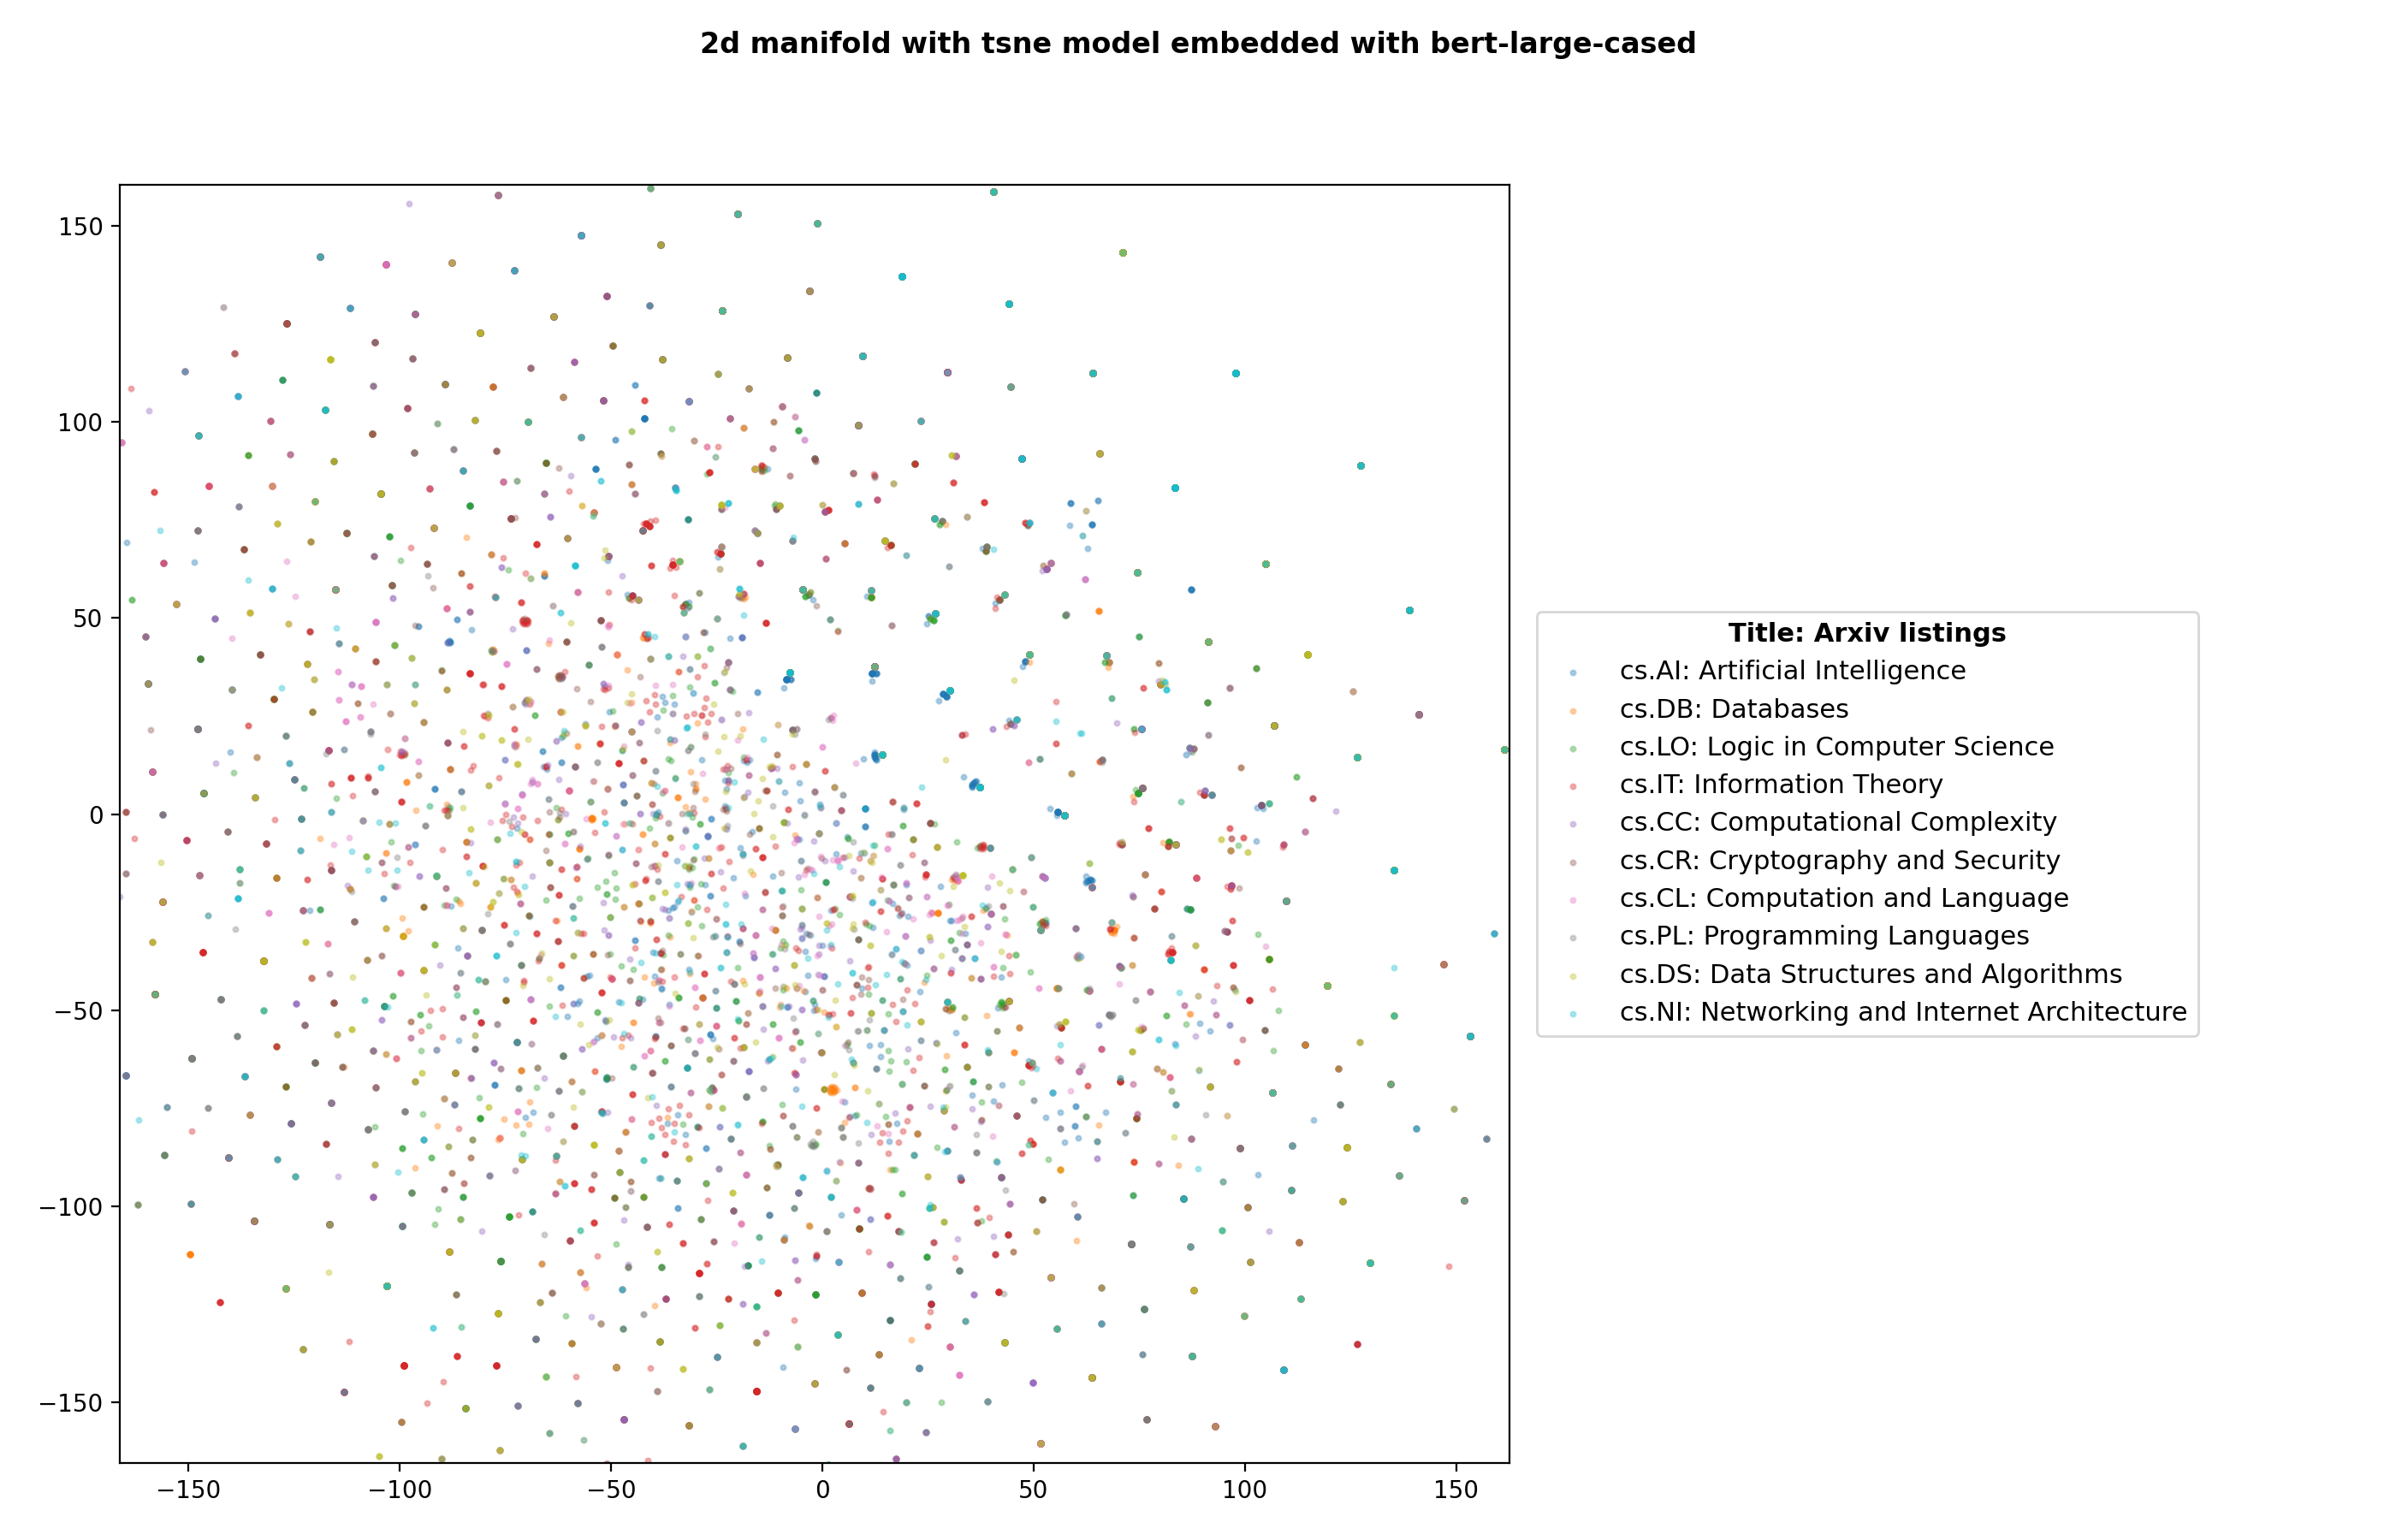 2d manifold with tsne model embedded with bert-large-cased
150
100
50
0
−50
−100
−150
−150
−100
−50
0
50
100
150
Title: Arxiv listings
cs.AI: Artificial Intelligence
cs.DB: Databases
cs.LO: Logic in Computer Science
cs.IT: Information Theory
cs.CC: Computational Complexity
cs.CR: Cryptography and Security
cs.CL: Computation and Language
cs.PL: Programming Languages
cs.DS: Data Structures and Algorithms
cs.NI: Networking and Internet Architecture